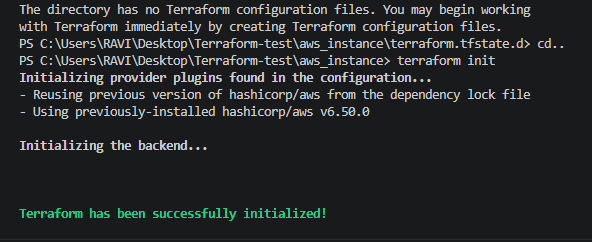 The directory has no Terraform configuration files. You may begin working
with Terraform immediately by creating Terraform configuration files.
PS C:\Users\RAVI\Desktop\Terraform-test\aws_instance\terraform.tfstate.d> cd..
PS C:\Users\RAVI\Desktop\Terraform-test\aws_instance> terraform init
Initializing provider plugins found in the configuration...
- Reusing previous version of hashicorp/aws from the dependency lock file
- Using previously-installed hashicorp/aws v6.50.0
Initializing the backend...
Terraform has been successfully initialized!